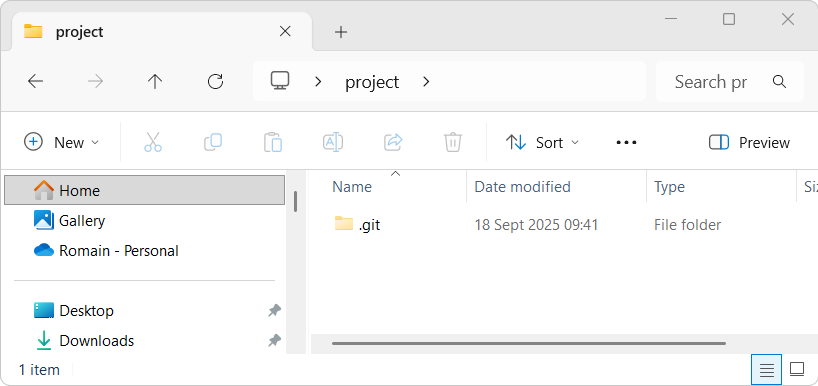 project
project
Search pr
New
Sort
Preview
Home
Gallery
Romain - Personal
Desktop
Downloads
Name Date modified Type Siz
.git 18 Sept 2025 09:41 File folder
1 item